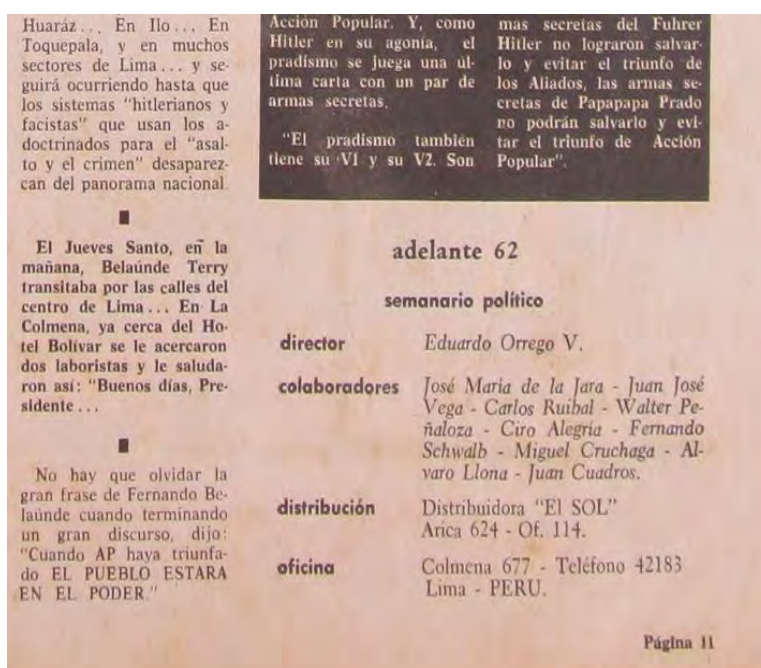 Huaráz... En Ilo... En
Toquepala, y en muchos
sectores de Lima... y se-
guirá ocurriendo hasta que
los sistemas "hitlerianos y
facistas" que usan los a-
doctrinados para el "asal-
to y el crimen" desaparez-
can del panorama nacional.
El Jueves Santo, en la
mañana, Belaúnde Terry
transitaba por las calles del
centro de Lima... En La
Colmena, ya cerca del Ho-
tel Bolívar se le acercaron
dos laboristas y le saluda-
ron así: "Buenos días, Pre-
sidente...
No hay que olvidar la
gran frase de Fernando Be-
laúnde cuando terminando
un gran discurso, dijo:
"Cuando AP haya triunfa-
do EL PUEBLO ESTARA
EN EL PODER."
Acción Popular. Y, como
Hitler en su agonía, el
pradísmo se juega una úl-
tima carta con un par de
armas secretas.
"El pradismo también
tiene su V1 y su V2. Son
mas secretas del Fuhrer
Hitler no lograron salvar-
lo y evitar el triunfo de
los Aliados, las armas se-
cretas de Papapapa Prado
no podrán salvarlo y evi-
tar el triunfo de Acción
Popular".
adelante 62
semanario político
director Eduardo Orrego V.
colaboradores José María de la Jara - Juan José
Vega - Carlos Ruibal - Walter Pe-
ñaloza - Ciro Alegría - Fernando
Schwalb - Miguel Cruchaga - Al-
varo Llona - Juan Cuadros.
distribución Distribuidora "El SOL"
Arica 624 - Of. 114.
oficina Colmena 677 - Teléfono 42183
Lima - PERU.
Página 11